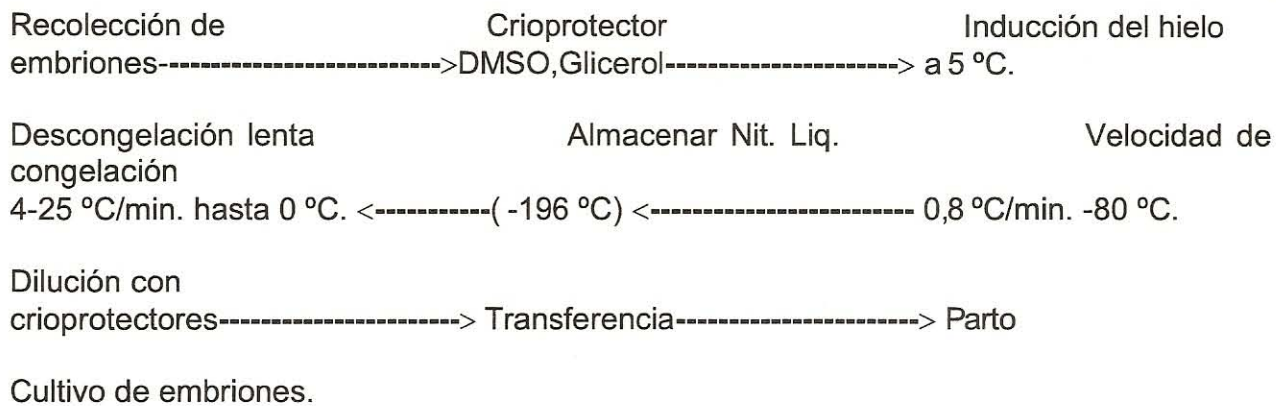 Recolección de Crioprotector Inducción del hielo
embriones--------------------------->DMSO,Glicerol-----------------------> a 5 ºC.
Descongelación lenta Almacenar Nit. Liq. Velocidad de
congelación
4-25 ºC/min. hasta 0 ºC. <-----------( -196 ºC) <-------------------------- 0,8 ºC/min. -80 ºC.
Dilución con
crioprotectores------------------------> Transferencia------------------------> Parto
Cultivo de embriones.